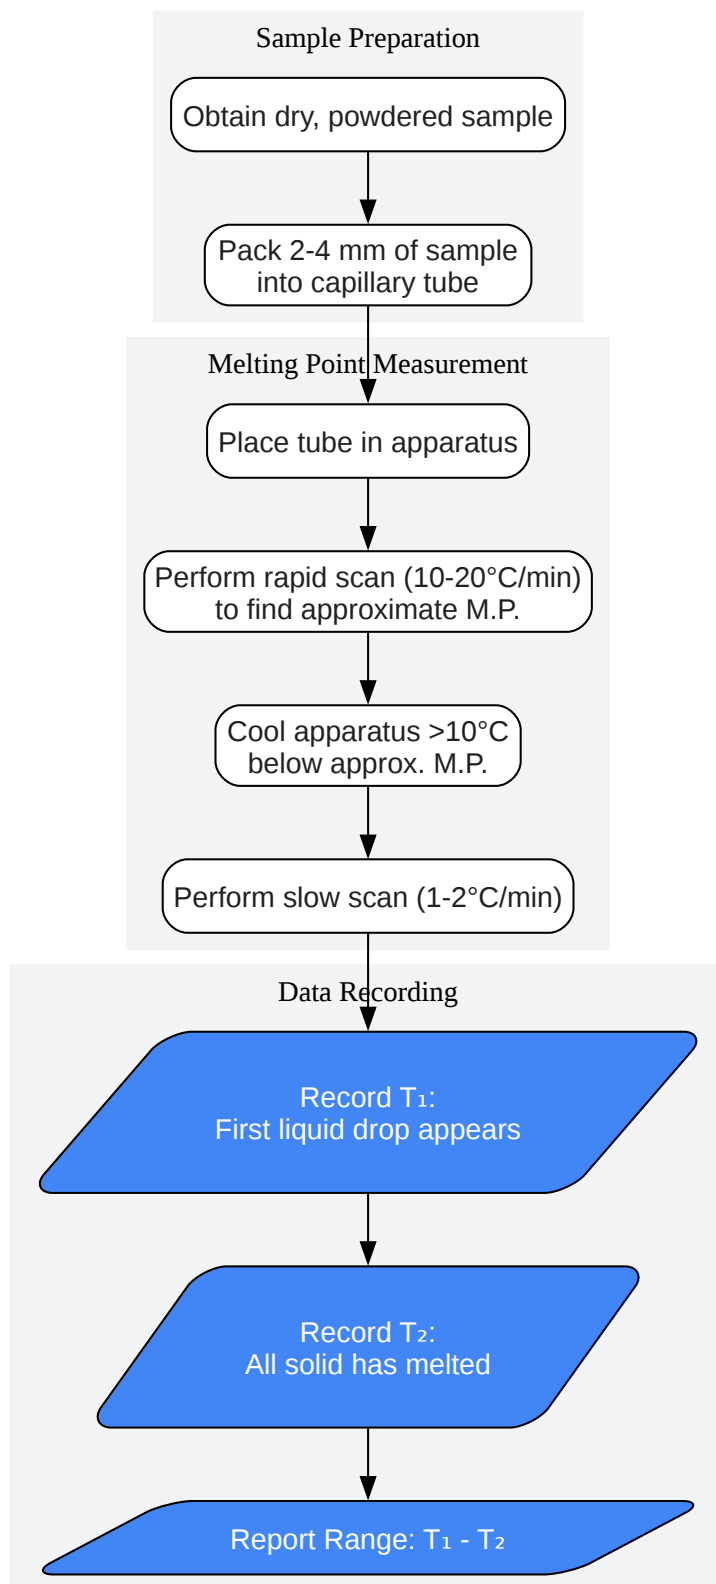 Sample Preparation
Obtain dry, powdered sample
Pack 2-4 mm of sample
into capillary tube
Melting Point Measurement
Place tube in apparatus
Perform rapid scan (10-20°C/min)
to find approximate M.P.
Cool apparatus >10°C
below approx. M.P.
Perform slow scan (1-2°C/min)
Data Recording
Record T₁:
First liquid drop appears
Record T₂:
All solid has melted
Report Range: T₁ - T₂